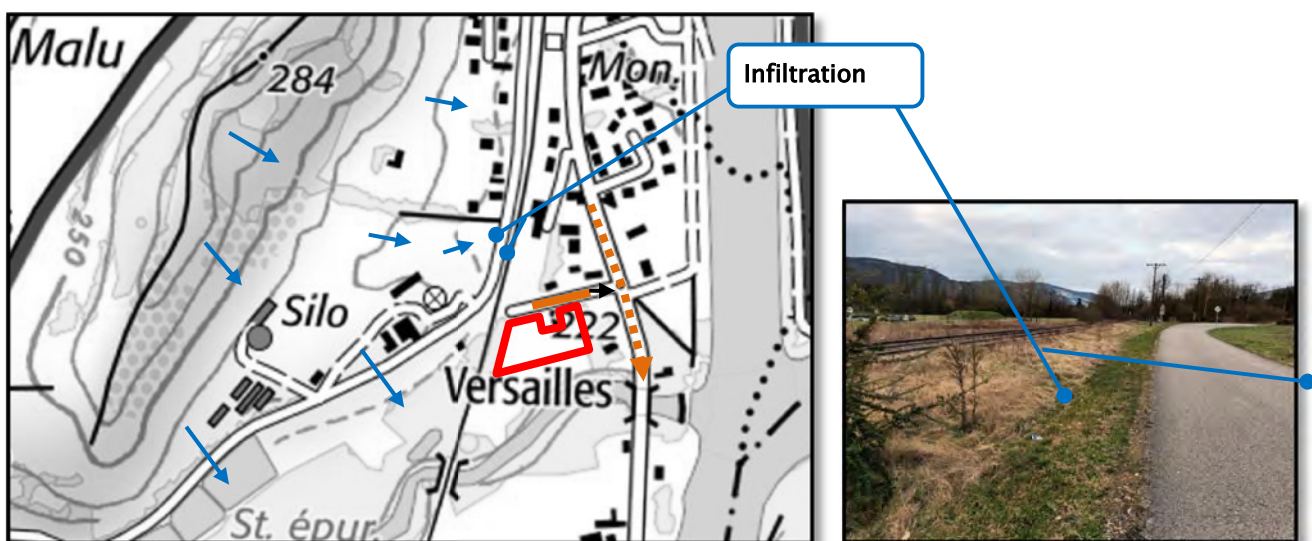 Malu
284
Mon.
Infiltration
250
Silo
222
Versailles
St. épur.